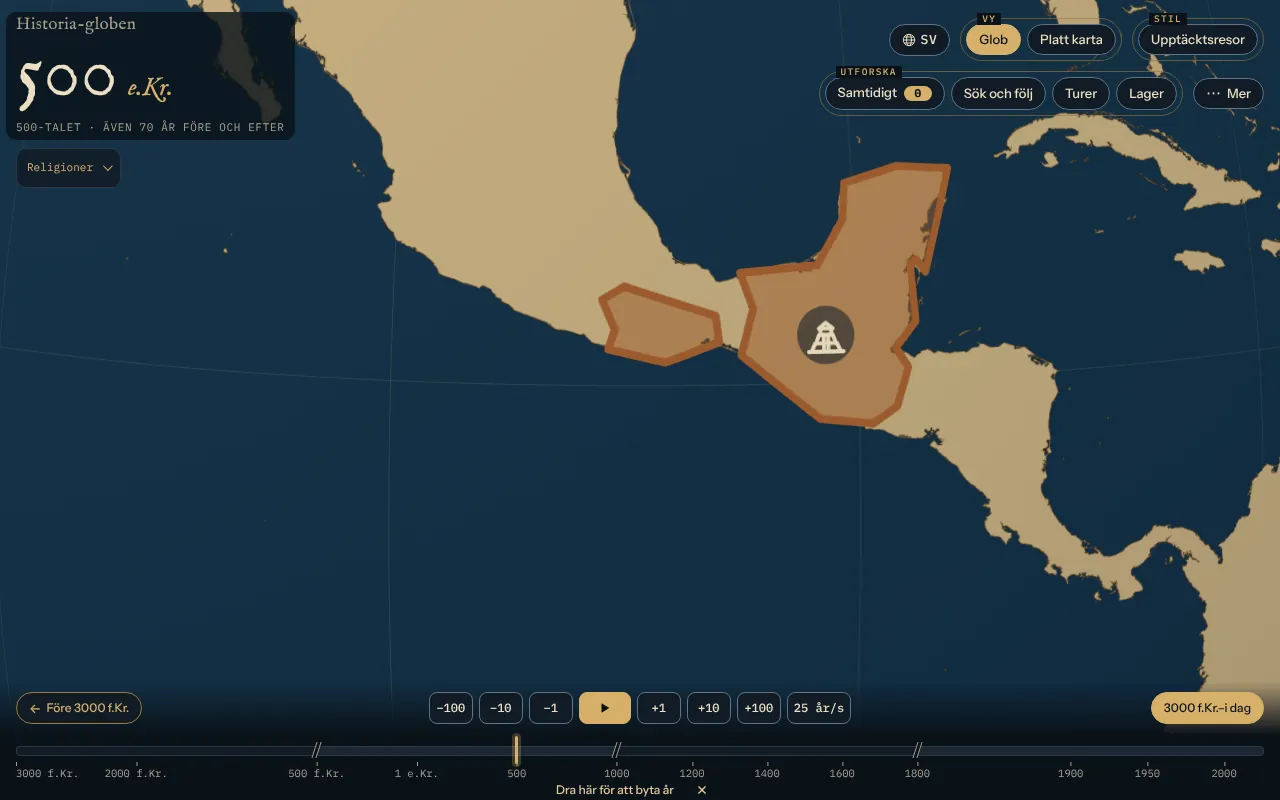 Historia-globen
500 e.Kr.
500-TALET · ÄVEN 70 ÅR FÖRE OCH EFTER
Religioner
SV
VY
Glob
Platt karta
STIL
Upptäcktsresor
UTFORSKA
Samtidigt 0
Sök och följ
Turer
Lager
··· Mer
← Före 3000 f.Kr.
−100
−10
−1
+1
+10
+100
25 år/s
3000 f.Kr.–i dag
3000 f.Kr. 2000 f.Kr. 500 f.Kr. 1 e.Kr. 500 1000 1200 1400 1600 1800 1900 1950 2000
Dra här för att byta år ×